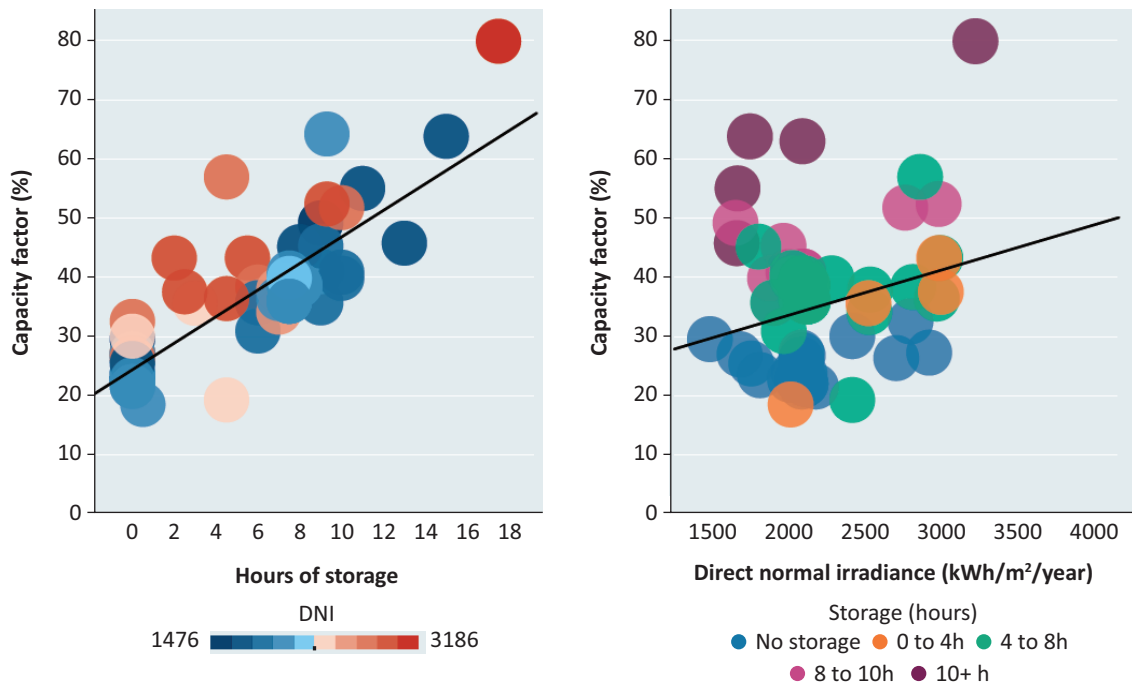 80
70
60
50
40
30
20
10
0
Capacity factor (%)
0 2 4 6 8 10 12 14 16 18
Hours of storage
DNI
1476 3186
80
70
60
50
40
30
20
10
0
Capacity factor (%)
1500 2000 2500 3000 3500 4000
Direct normal irradiance (kWh/m²/year)
Storage (hours)
No storage 0 to 4h 4 to 8h
8 to 10h 10+ h